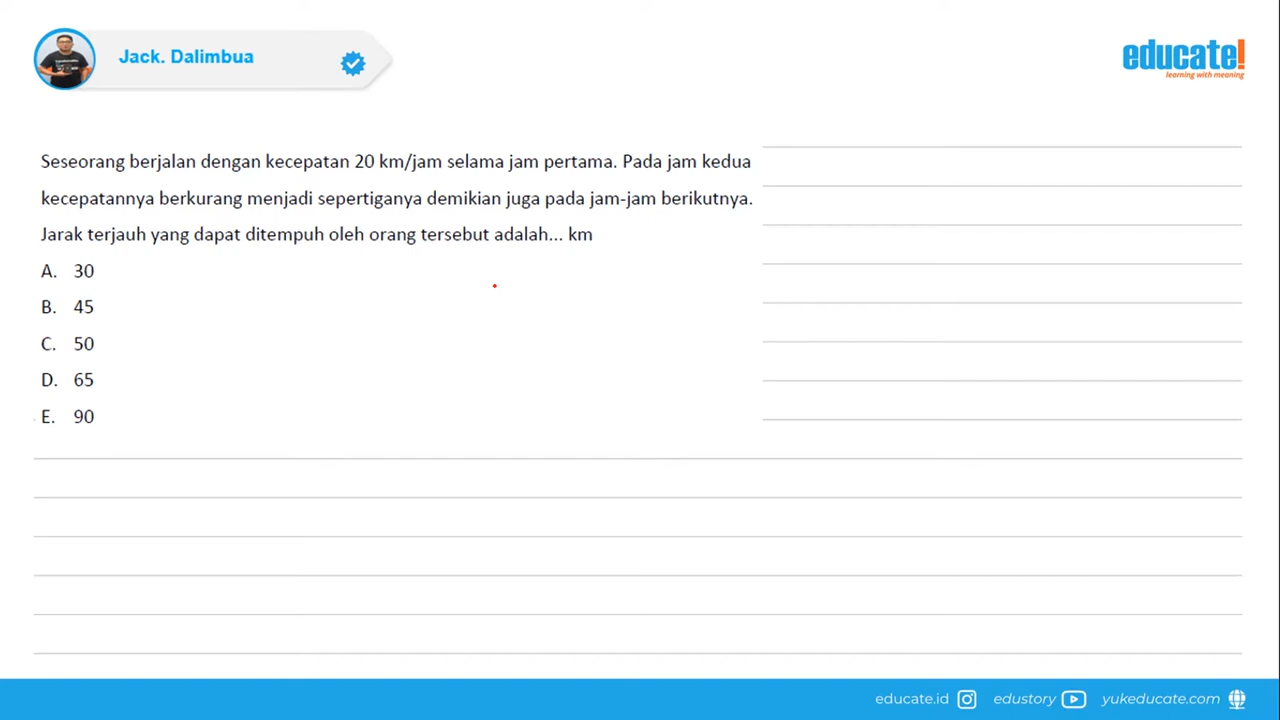 Jack. Dalimbua
educate!
learning with meaning
Seseorang berjalan dengan kecepatan 20 km/jam selama jam pertama. Pada jam kedua
kecepatannya berkurang menjadi sepertiganya demikian juga pada jam-jam berikutnya.
Jarak terjauh yang dapat ditempuh oleh orang tersebut adalah... km
A. 30
B. 45
C. 50
D. 65
E. 90
educate.id edustory yukeducate.com